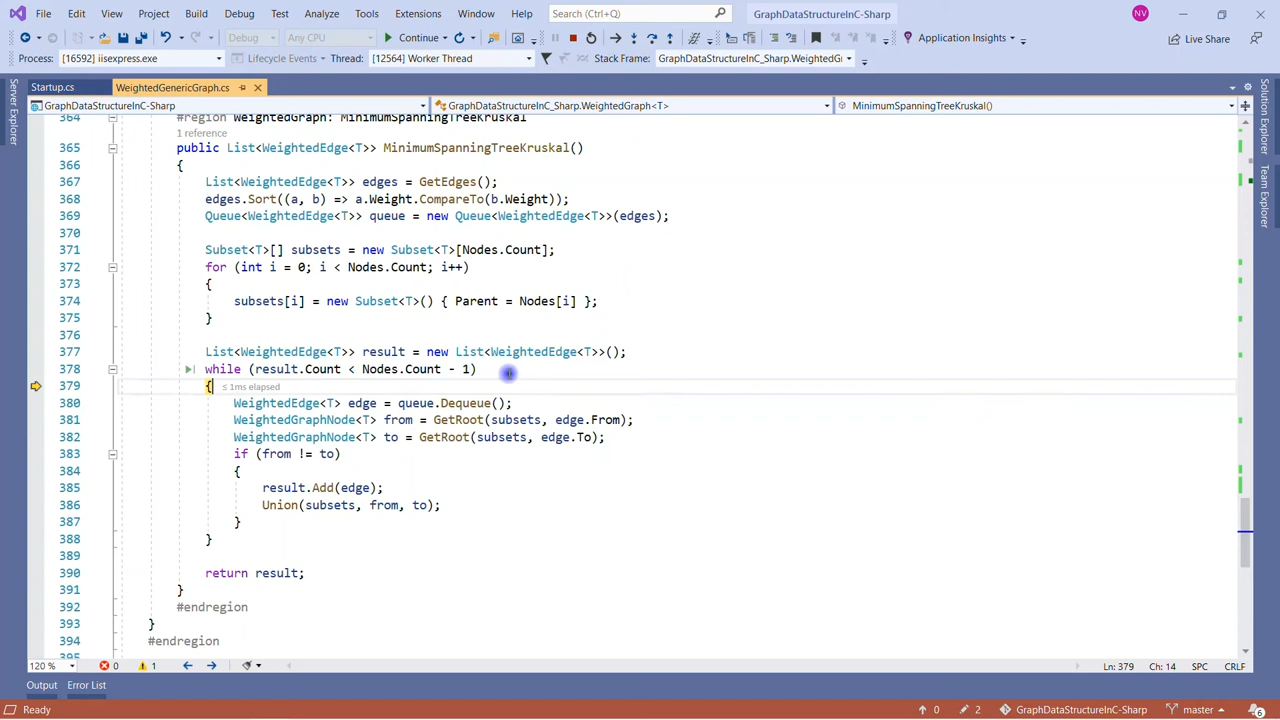 File Edit View Project Build Debug Test Analyze Tools Extensions Window Help Search (Ctrl+Q) GraphDataStructureInC-Sharp NV
Debug Any CPU Continue Application Insights Live Share
Process: [16592] iisexpress.exe Lifecycle Events Thread: [12564] Worker Thread Stack Frame: GraphDataStructureInC_Sharp.WeightedG
Startup.cs WeightedGenericGraph.cs
GraphDataStructureInC-Sharp GraphDataStructureInC_Sharp.WeightedGraph<T> MinimumSpanningTreeKruskal()
Server Explorer
Solution Explorer
Team Explorer
364 #region WeightedGraph: MinimumSpanningTreeKruskal
1 reference
365 public List<WeightedEdge<T>> MinimumSpanningTreeKruskal()
366 {
367 List<WeightedEdge<T>> edges = GetEdges();
368 edges.Sort((a, b) => a.Weight.CompareTo(b.Weight));
369 Queue<WeightedEdge<T>> queue = new Queue<WeightedEdge<T>>(edges);
370
371 Subset<T>[] subsets = new Subset<T>[Nodes.Count];
372 for (int i = 0; i < Nodes.Count; i++)
373 {
374 subsets[i] = new Subset<T>() { Parent = Nodes[i] };
375 }
376
377 List<WeightedEdge<T>> result = new List<WeightedEdge<T>>();
378 while (result.Count < Nodes.Count - 1)
379 { ≤ 1ms elapsed
380 WeightedEdge<T> edge = queue.Dequeue();
381 WeightedGraphNode<T> from = GetRoot(subsets, edge.From);
382 WeightedGraphNode<T> to = GetRoot(subsets, edge.To);
383 if (from != to)
384 {
385 result.Add(edge);
386 Union(subsets, from, to);
387 }
388 }
389
390 return result;
391 }
392 #endregion
393 }
394 #endregion
395
120 % 0 1 Ln: 379 Ch: 14 SPC CRLF
Output Error List
Ready 0 2 GraphDataStructureInC-Sharp master 6